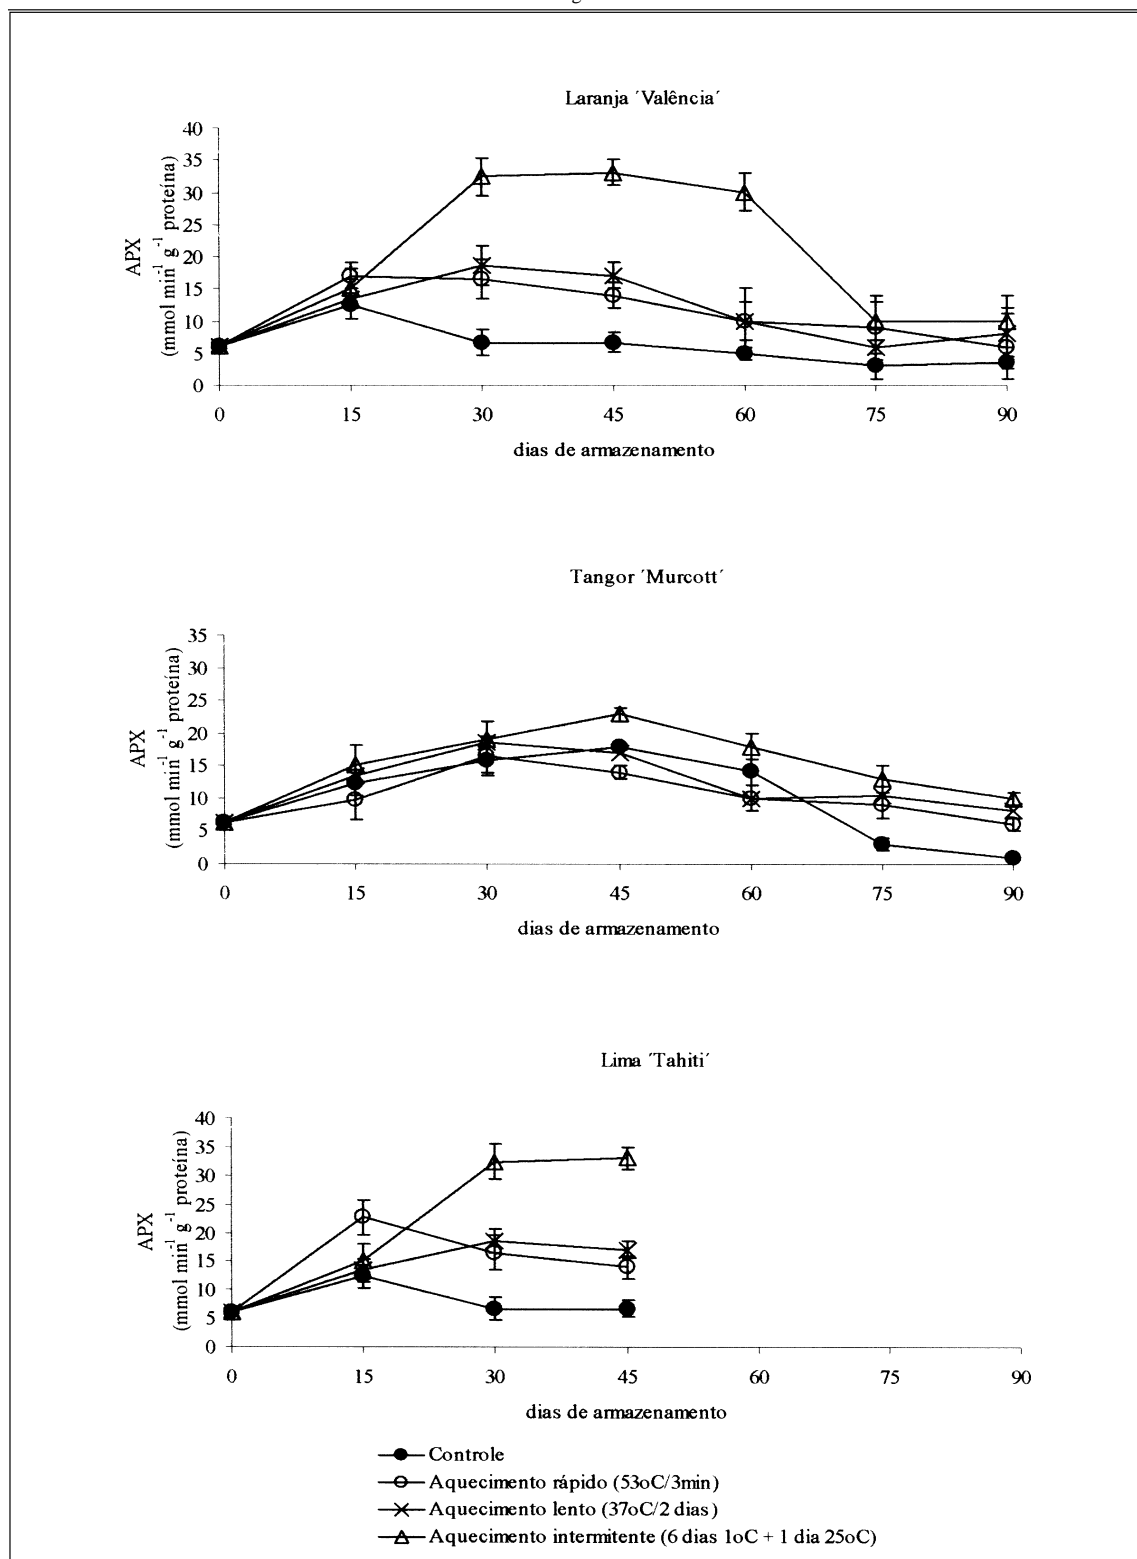 Laranja ´Valência´
APX
(mmol min-1 g-1 proteína)
40
35
30
25
20
15
10
5
0
0 15 30 45 60 75 90
dias de armazenamento
Tangor ´Murcott´
APX
(mmol min-1 g-1 proteína)
35
30
25
20
15
10
5
0
0 15 30 45 60 75 90
dias de armazenamento
Lima ´Tahiti´
APX
(mmol min-1 g-1 proteína)
40
35
30
25
20
15
10
5
0
0 15 30 45 60 75 90
dias de armazenamento
Controle
Aquecimento rápido (53oC/3min)
Aquecimento lento (37oC/2 dias)
Aquecimento intermitente (6 dias 1oC + 1 dia 25oC)